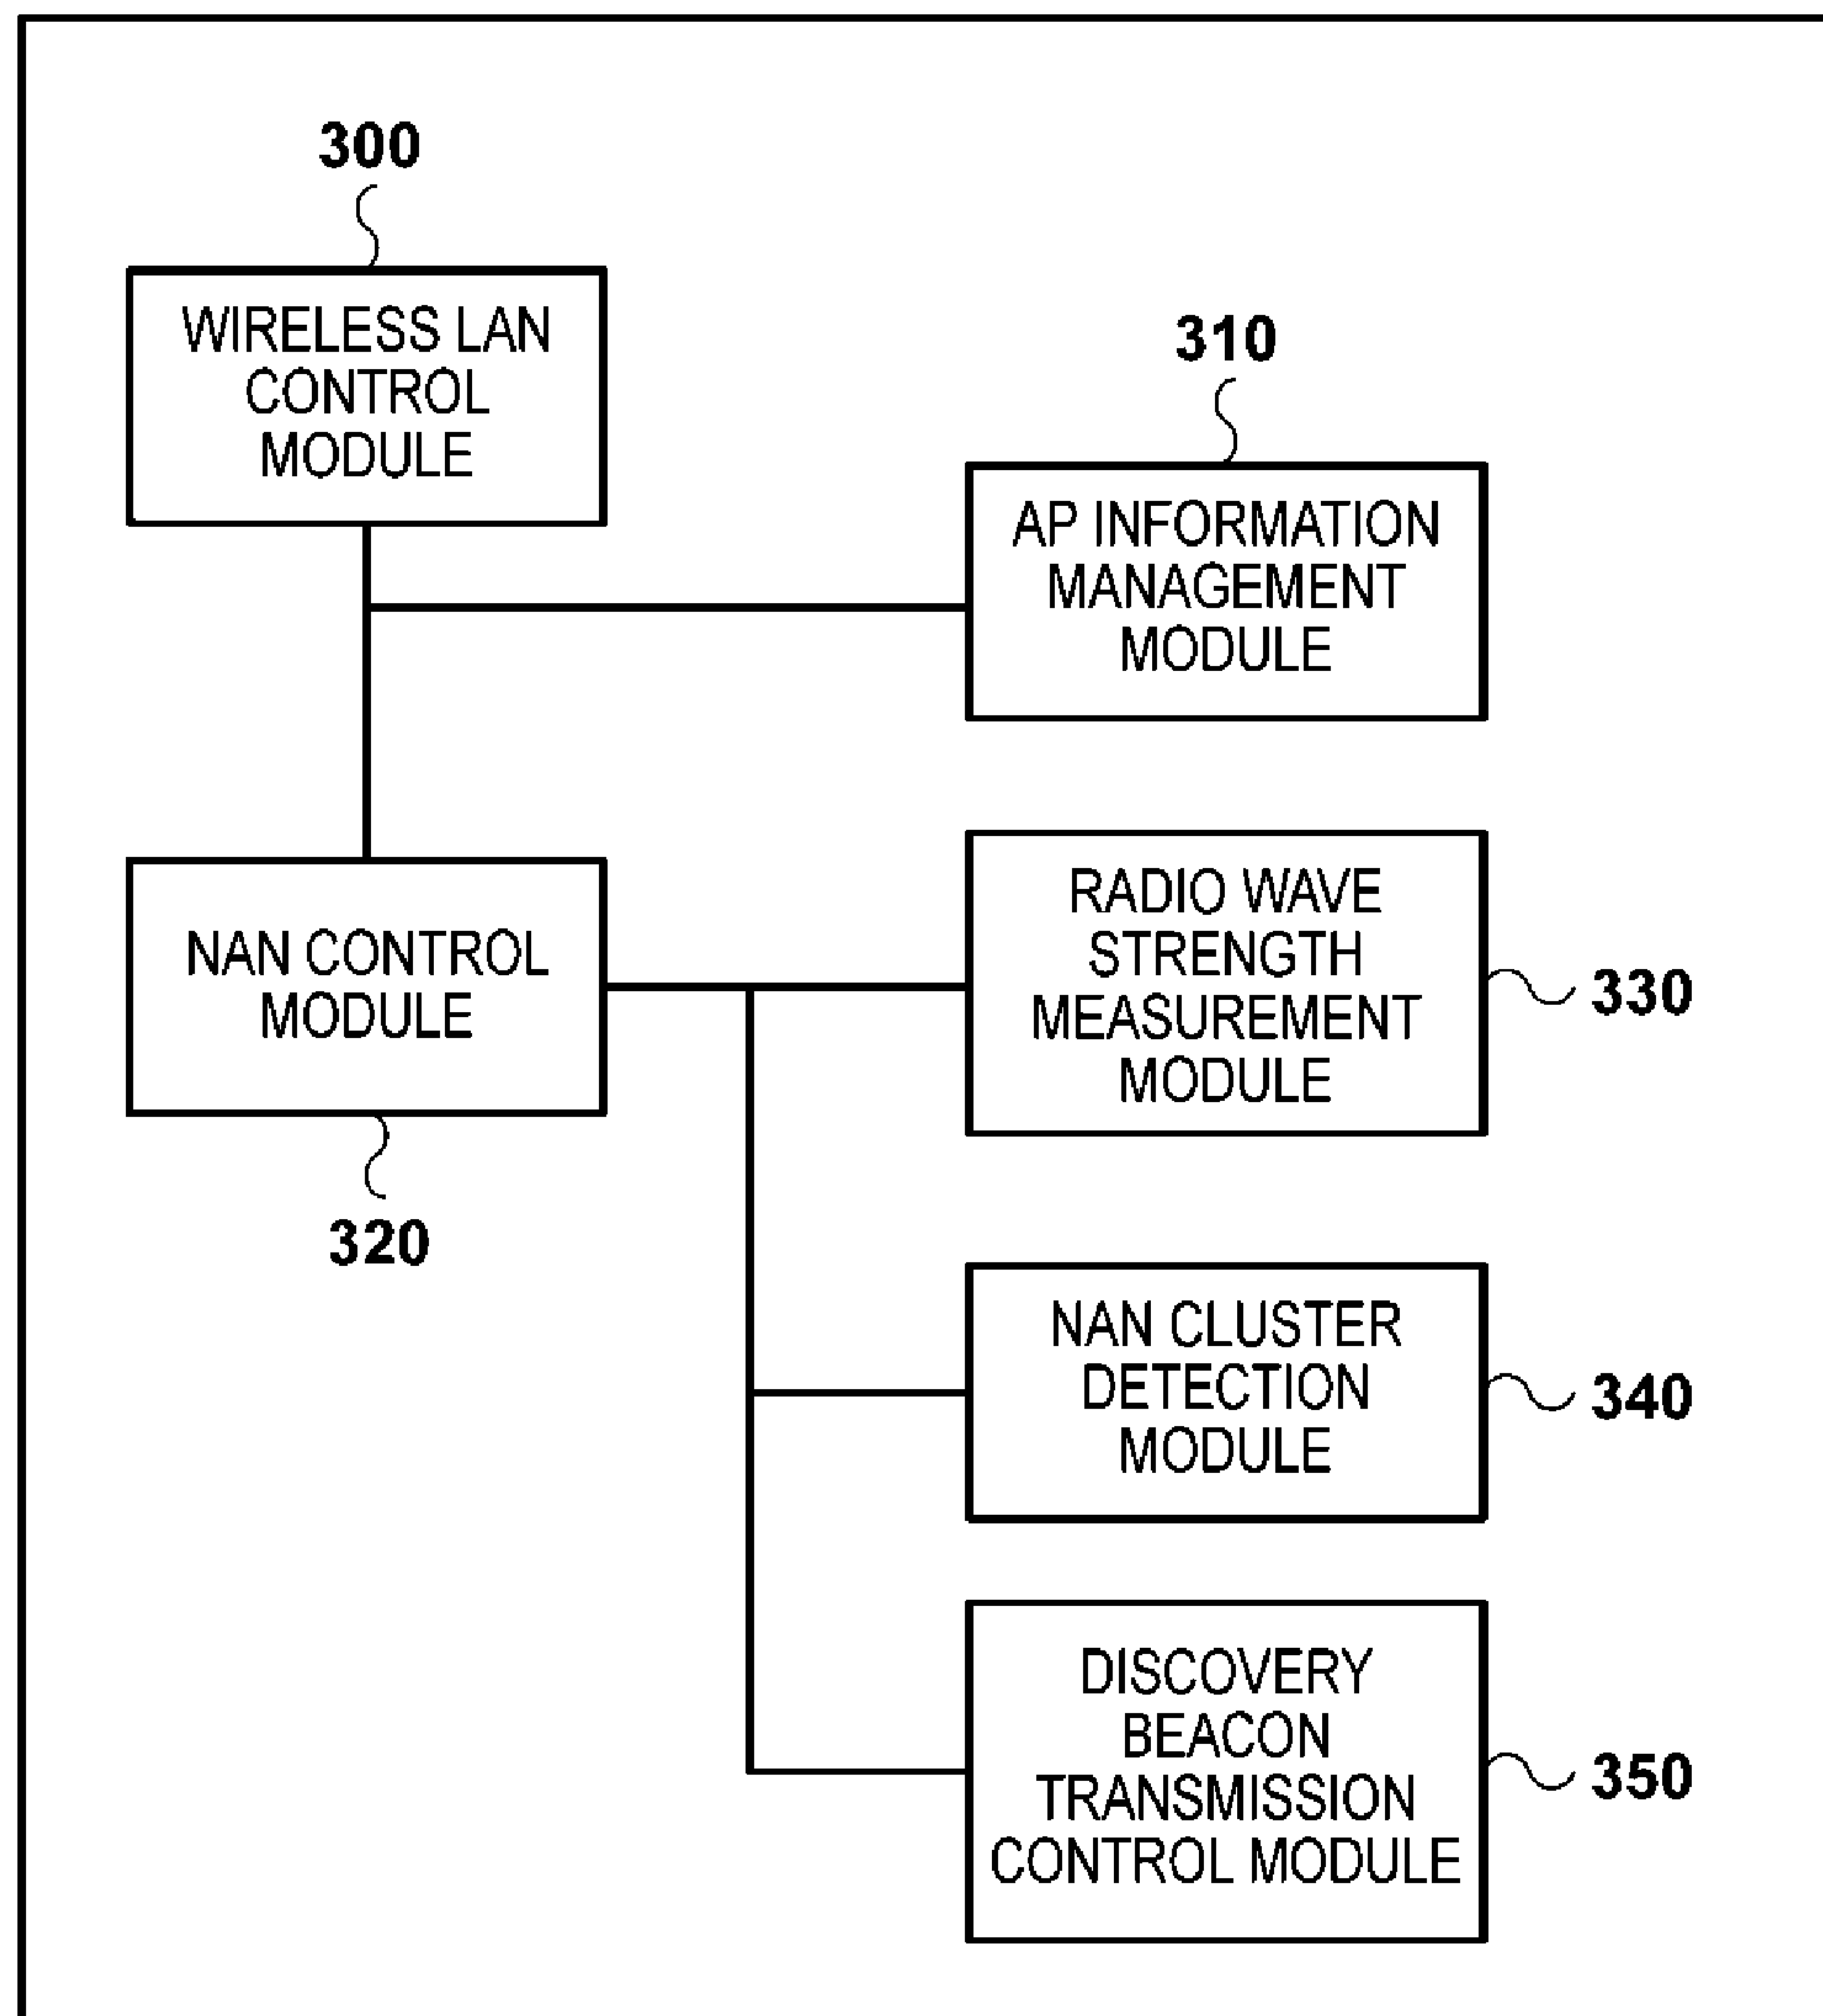 300
WIRELESS LAN
CONTROL
MODULE
310
AP INFORMATION
MANAGEMENT
MODULE
NAN CONTROL
MODULE
320
RADIO WAVE
STRENGTH
MEASUREMENT
MODULE
330
NAN CLUSTER
DETECTION
MODULE
340
DISCOVERY
BEACON
TRANSMISSION
CONTROL MODULE
350